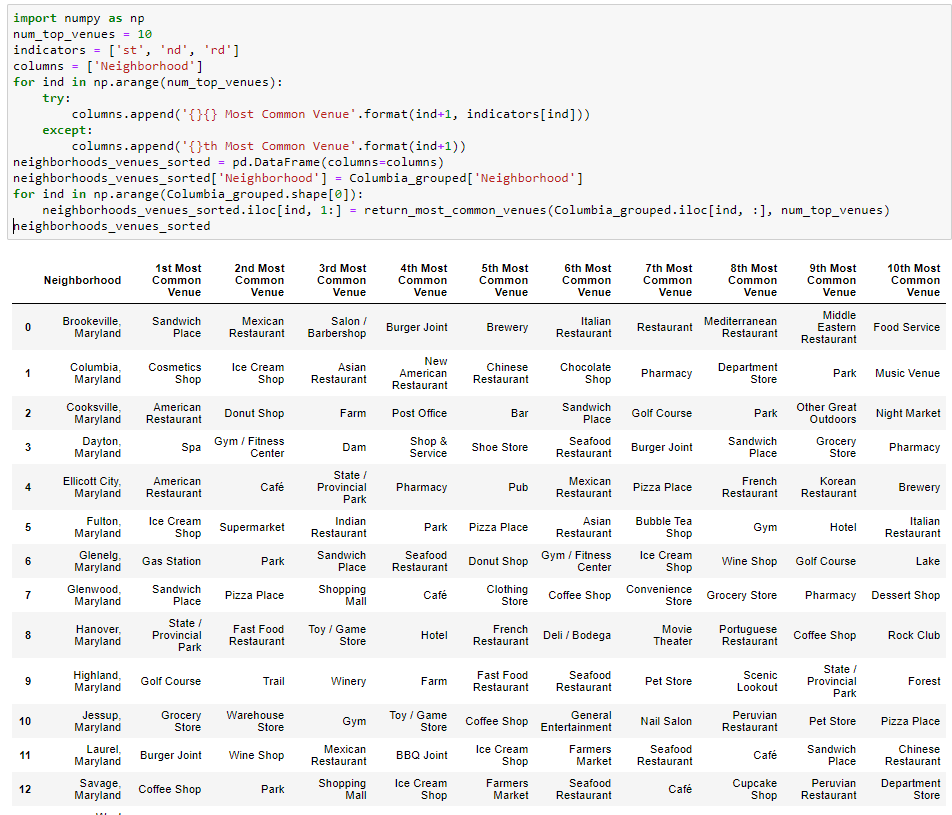 import numpy as np
num_top_venues = 10
indicators = ['st', 'nd', 'rd']
columns = ['Neighborhood']
for ind in np.arange(num_top_venues):
    try:
        columns.append('{}{} Most Common Venue'.format(ind+1, indicators[ind]))
    except:
        columns.append('{}th Most Common Venue'.format(ind+1))
neighborhoods_venues_sorted = pd.DataFrame(columns=columns)
neighborhoods_venues_sorted['Neighborhood'] = Columbia_grouped['Neighborhood']
for ind in np.arange(Columbia_grouped.shape[0]):
    neighborhoods_venues_sorted.iloc[ind, 1:] = return_most_common_venues(Columbia_grouped.iloc[ind, :], num_top_venues)
neighborhoods_venues_sorted
Neighborhood 1st Most Common Venue 2nd Most Common Venue 3rd Most Common Venue 4th Most Common Venue 5th Most Common Venue 6th Most Common Venue 7th Most Common Venue 8th Most Common Venue 9th Most Common Venue 10th Most Common Venue
0 Brookeville, Maryland Sandwich Place Mexican Restaurant Salon / Barbershop Burger Joint Brewery Italian Restaurant Restaurant Mediterranean Restaurant Middle Eastern Restaurant Food Service
1 Columbia, Maryland Cosmetics Shop Ice Cream Shop Asian Restaurant New American Restaurant Chinese Restaurant Chocolate Shop Pharmacy Department Store Park Music Venue
2 Cooksville, Maryland American Restaurant Donut Shop Farm Post Office Bar Sandwich Place Golf Course Park Other Great Outdoors Night Market
3 Dayton, Maryland Spa Gym / Fitness Center Dam Shop & Service Shoe Store Seafood Restaurant Burger Joint Sandwich Place Grocery Store Pharmacy
4 Ellicott City, Maryland American Restaurant Café State / Provincial Park Pharmacy Pub Mexican Restaurant Pizza Place French Restaurant Korean Restaurant Brewery
5 Fulton, Maryland Ice Cream Shop Supermarket Indian Restaurant Park Pizza Place Asian Restaurant Bubble Tea Shop Gym Hotel Italian Restaurant
6 Glenelg, Maryland Gas Station Park Sandwich Place Seafood Restaurant Donut Shop Gym / Fitness Center Ice Cream Shop Wine Shop Golf Course Lake
7 Glenwood, Maryland Sandwich Place Pizza Place Shopping Mall Café Clothing Store Coffee Shop Convenience Store Grocery Store Pharmacy Dessert Shop
8 Hanover, Maryland State / Provincial Park Fast Food Restaurant Toy / Game Store Hotel French Restaurant Deli / Bodega Movie Theater Portuguese Restaurant Coffee Shop Rock Club
9 Highland, Maryland Golf Course Trail Winery Farm Fast Food Restaurant Seafood Restaurant Pet Store Scenic Lookout State / Provincial Park Forest
10 Jessup, Maryland Grocery Store Warehouse Store Gym Toy / Game Store Coffee Shop General Entertainment Nail Salon Peruvian Restaurant Pet Store Pizza Place
11 Laurel, Maryland Burger Joint Wine Shop Mexican Restaurant BBQ Joint Ice Cream Shop Farmers Market Seafood Restaurant Café Sandwich Place Chinese Restaurant
12 Savage, Maryland Coffee Shop Park Shopping Mall Ice Cream Shop Farmers Market Seafood Restaurant Café Cupcake Shop Peruvian Restaurant Department Store